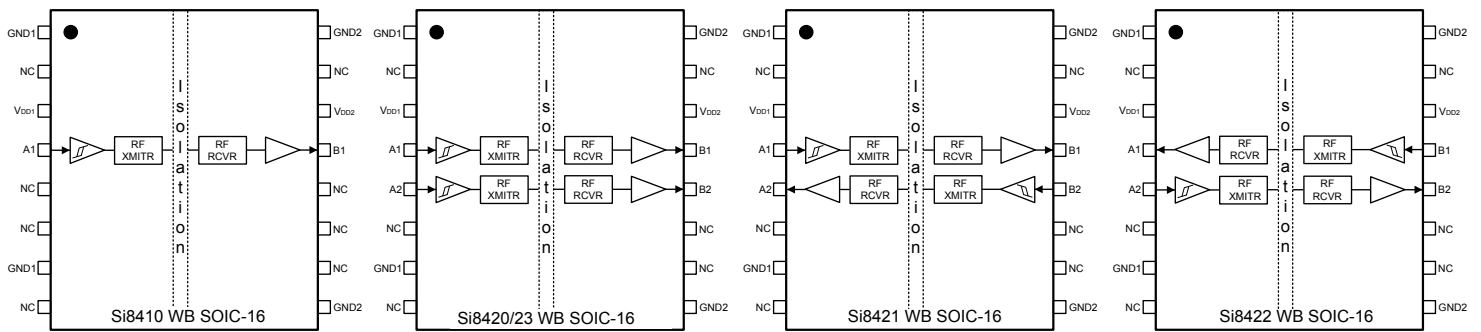 GND1
NC
VDD1
A1
NC
NC
GND1
NC
RF XMITR
Isolation
RF RCVR
GND2
NC
VDD2
B1
NC
NC
NC
GND2
Si8410 WB SOIC-16
GND1
NC
VDD1
A1
A2
NC
GND1
NC
RF XMITR
RF XMITR
Isolation
RF RCVR
RF RCVR
GND2
NC
VDD2
B1
B2
NC
NC
GND2
Si8420/23 WB SOIC-16
GND1
NC
VDD1
A1
A2
NC
GND1
NC
RF XMITR
RF RCVR
Isolation
RF RCVR
RF XMITR
GND2
NC
VDD2
B1
B2
NC
NC
GND2
Si8421 WB SOIC-16
GND1
NC
VDD1
A1
A2
NC
GND1
NC
RF RCVR
RF XMITR
Isolation
RF XMITR
RF RCVR
GND2
NC
VDD2
B1
B2
NC
NC
GND2
Si8422 WB SOIC-16